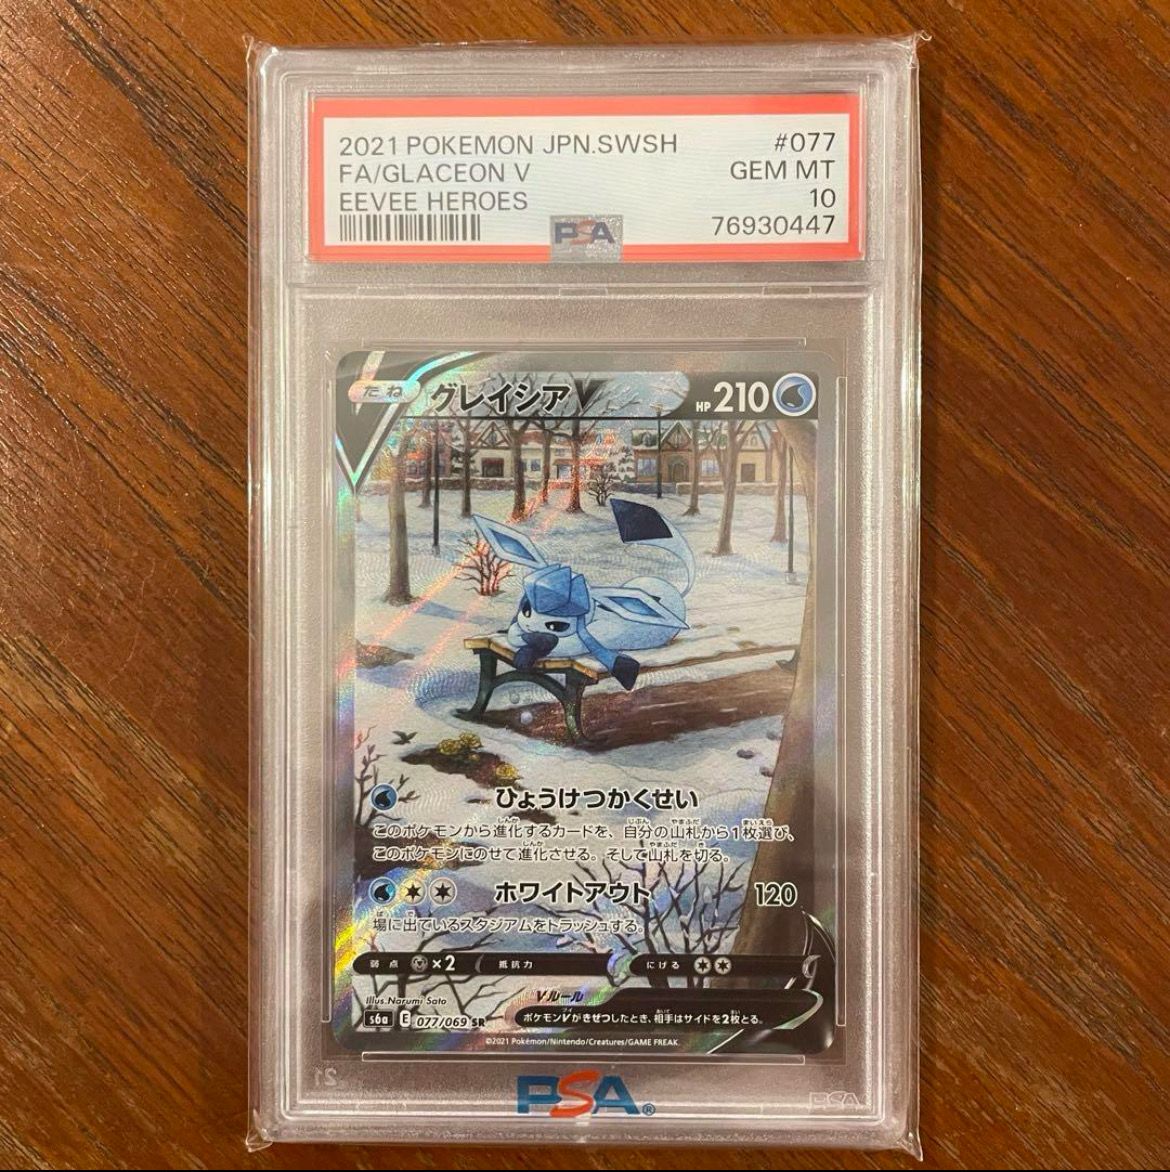 2021 POKEMON JPN.SWSH #077
FA/GLACEON V GEM MT
EEVEE HEROES 10
PSA 76930447
たね グレイシアV HP 210
ひょうけつかくせい
このポケモンから進化するカードを、自分の山札から1枚選び、
このポケモンにのせて進化させる。そして山札を切る。
ホワイトアウト 120
場に出ているスタジアムをトラッシュする。
弱点 ×2 抵抗力 にげる
Illus. Narumi Sato
Vルール
s6a E 077/069 SR ポケモンVがきぜつしたとき、相手はサイドを2枚とる。
©2021 Pokémon/Nintendo/Creatures/GAME FREAK
PSA®
PSA